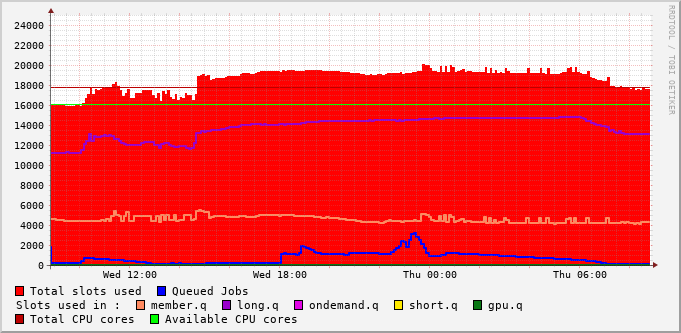 RRDTOOL / TOBI OETIKER
24000
22000
20000
18000
16000
14000
12000
10000
8000
6000
4000
2000
0
Wed 12:00 Wed 18:00 Thu 00:00 Thu 06:00
Total slots used Queued Jobs
Slots used in : member.q long.q ondemand.q short.q gpu.q
Total CPU cores Available CPU cores